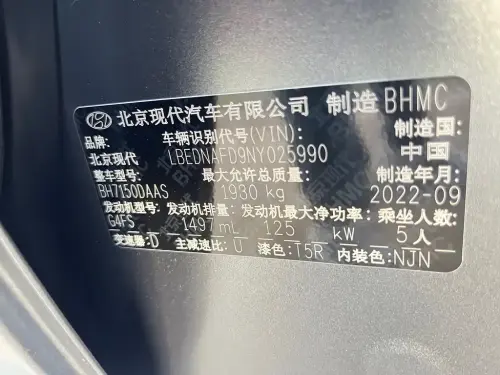 北京现代汽车有限公司 制造 BHMC
品牌: 车辆识别代号(VIN): 制造国:
北京现代 LBEDNAFD9NY025990 中国
整车型号: 最大允许总质量: 制造年月:
BH7150DAAS 1930 kg 2022-09
发动机型号: 发动机排量: 发动机最大净功率: 乘坐人数:
G4FS 1497 mL 125 kW 5人
变速器: D 主减速比: U 漆色: T5R 内装色: NJN